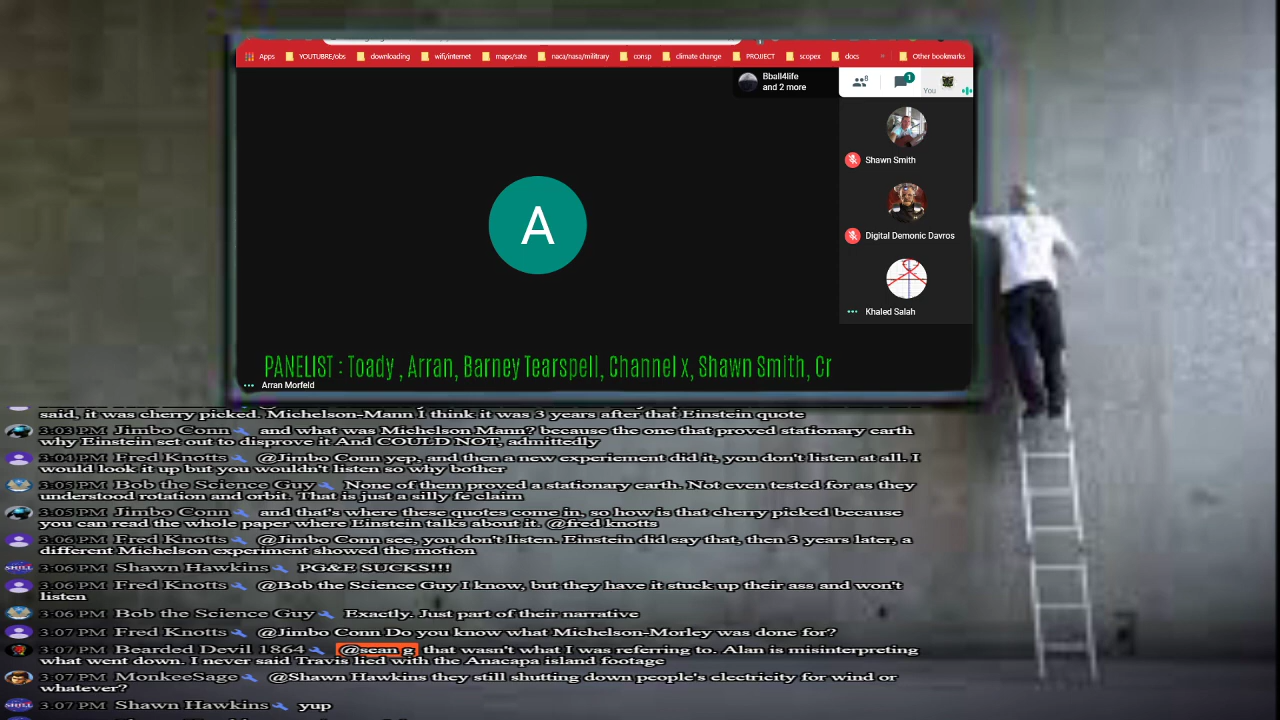 Apps YOUTUBRE/obs downloading wifi/internet maps/sate naca/nasa/militrary consp climate change PROJECT scopex docs Other bookmarks
Bball4life
and 2 more
8
1
You
Shawn Smith
Digital Demonic Davros
Khaled Salah
A
PANELIST : Toady , Arran, Barney Tearspell, Channel x, Shawn Smith, Cr
Arran Morfeld
said, it was cherry picked. Michelson-Mann I think it was 3 years after that Einstein quote
3:03 PM Jimbo Conn and what was Michelson Mann? because the one that proved stationary earth
why Einstein set out to disprove it And COULD NOT, admittedly
3:04 PM Fred Knotts @Jimbo Conn yep, and then a new experiement did it, you don't listen at all. I
would look it up but you wouldn't listen so why bother
3:05 PM Bob the Science Guy None of them proved a stationary earth. Not even tested for as they
understood rotation and orbit. That is just a silly fe claim
3:05 PM Jimbo Conn and that's where these quotes come in, so how is that cherry picked because
you can read the whole paper where Einstein talks about it. @fred knotts
3:06 PM Fred Knotts @Jimbo Conn see, you don't listen. Einstein did say that, then 3 years later, a
different Michelson experiment showed the motion
3:06 PM Shawn Hawkins PG&E SUCKS!!!
3:06 PM Fred Knotts @Bob the Science Guy I know, but they have it stuck up their ass and won't
listen
3:06 PM Bob the Science Guy Exactly. Just part of their narrative
3:07 PM Fred Knotts @Jimbo Conn Do you know what Michelson-Morley was done for?
3:07 PM Bearded Devil 1864 @sean g that wasn't what I was referring to. Alan is misinterpreting
what went down. I never said Travis lied with the Anacapa island footage
3:07 PM MonkeeSage @Shawn Hawkins they still shutting down people's electricity for wind or
whatever?
3:07 PM Shawn Hawkins yup